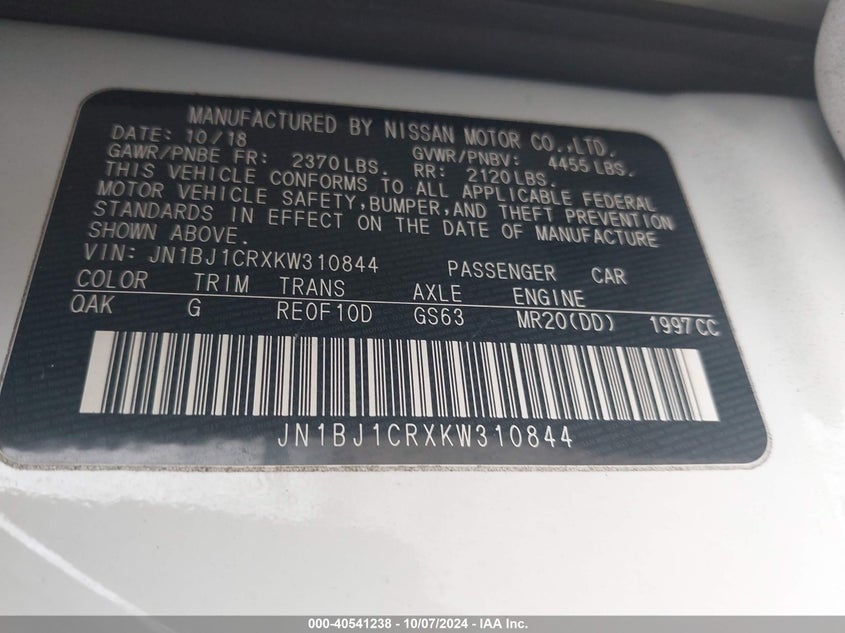 MANUFACTURED BY NISSAN MOTOR CO.,LTD.
DATE: 10/18
GAWR/PNBE FR: 2370LBS. GVWR/PNBV: 4455LBS.
RR: 2120LBS.
THIS VEHICLE CONFORMS TO ALL APPLICABLE FEDERAL
MOTOR VEHICLE SAFETY,BUMPER,AND THEFT PREVENTION
STANDARDS IN EFFECT ON THE DATE OF MANUFACTURE
SHOWN ABOVE.
VIN: JN1BJ1CRXKW310844 PASSENGER CAR
COLOR TRIM TRANS AXLE ENGINE
QAK G RE0F10D GS63 MR20(DD) 1997CC
JN1BJ1CRXKW310844
000-40541238 - 10/07/2024 - IAA Inc.